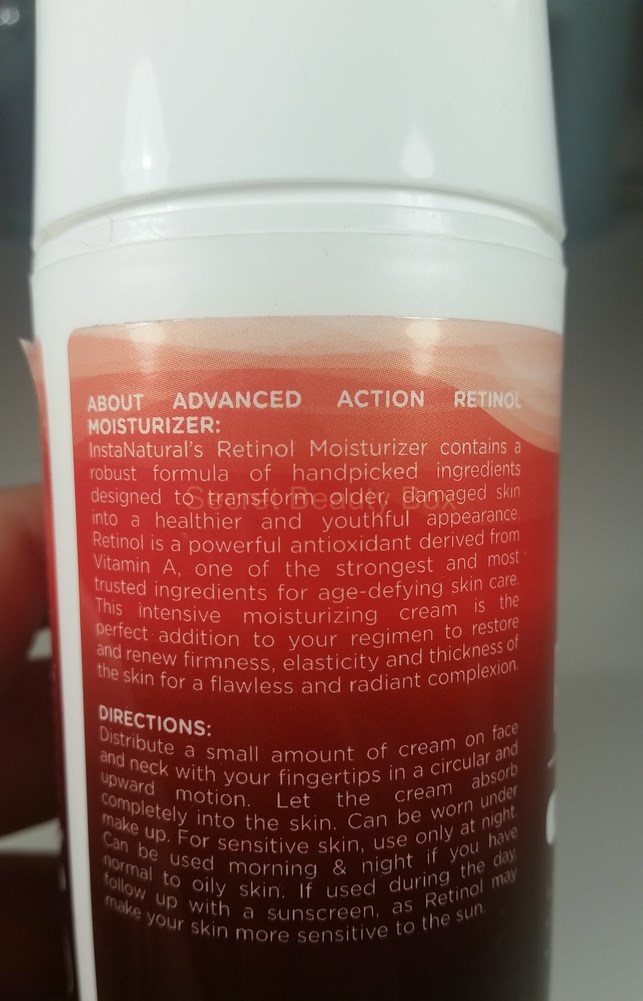 ABOUT ADVANCED ACTION RETINOL
MOISTURIZER:
InstaNatural's Retinol Moisturizer contains a
robust formula of handpicked ingredients
designed to transform older, damaged skin
Secret Beauty Box
into a healthier and youthful appearance.
Retinol is a powerful antioxidant derived from
Vitamin A, one of the strongest and most
trusted ingredients for age-defying skin care.
This intensive moisturizing cream is the
perfect addition to your regimen to restore
and renew firmness, elasticity and thickness of
the skin for a flawless and radiant complexion.
DIRECTIONS:
Distribute a small amount of cream on face
and neck with your fingertips in a circular and
upward motion. Let the cream absorb
completely into the skin. Can be worn under
make up. For sensitive skin, use only at night.
Can be used morning & night if you have
normal to oily skin. If used during the day,
follow up with a sunscreen, as Retinol may
make your skin more sensitive to the sun.